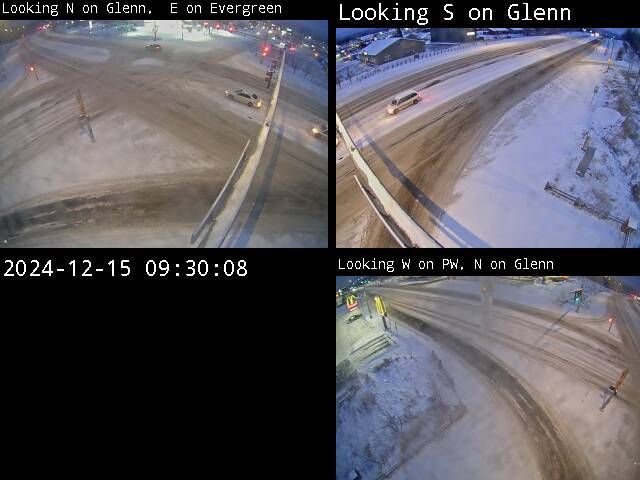 Looking N on Glenn,  E on Evergreen
Looking S on Glenn
2024-12-15 09:30:08
Looking W on PW, N on Glenn